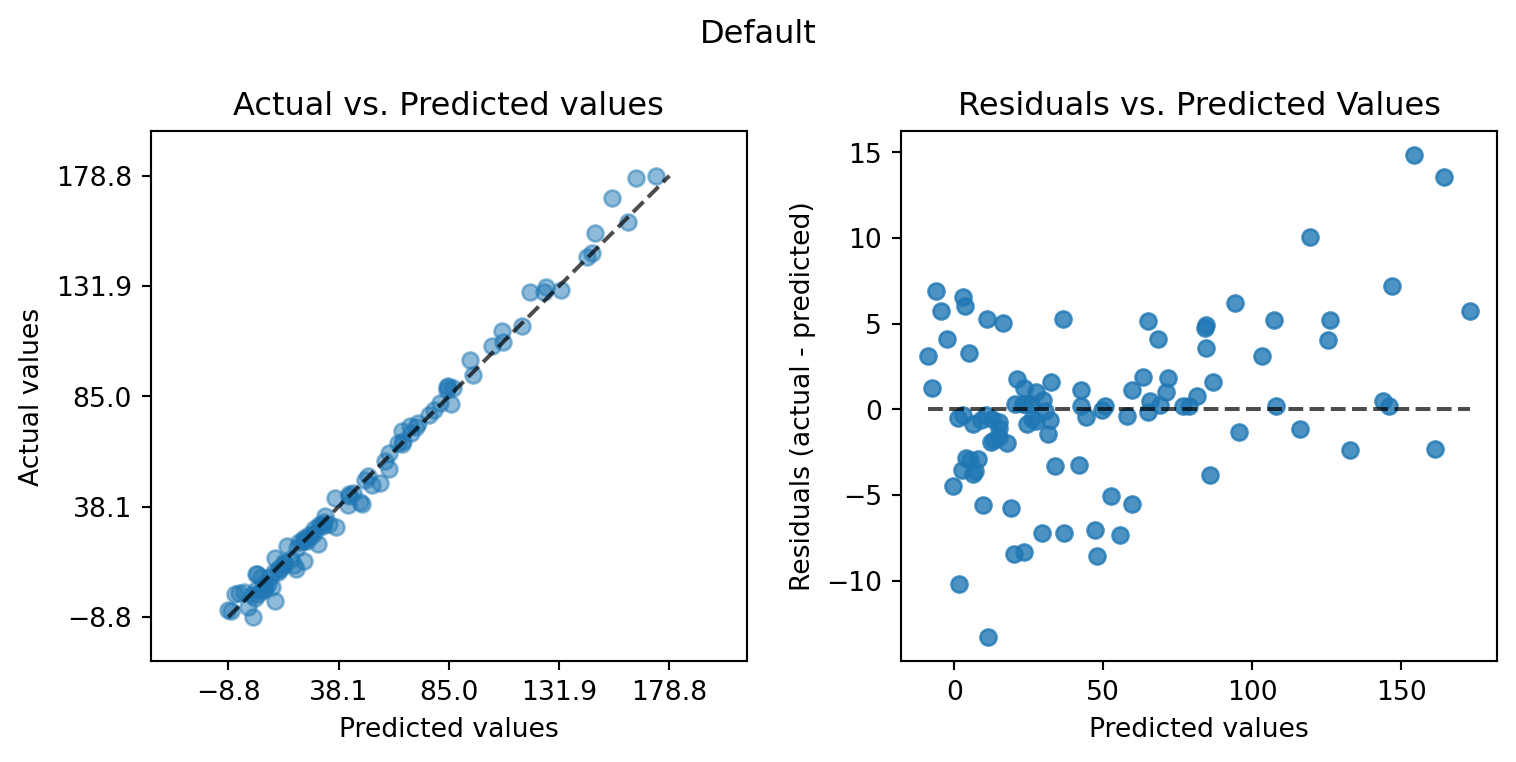 Default
Actual vs. Predicted values
Actual values
178.8
131.9
85.0
38.1
−8.8
−8.8 38.1 85.0 131.9 178.8
Predicted values
Residuals vs. Predicted Values
Residuals (actual - predicted)
15
10
5
0
−5
−10
0 50 100 150
Predicted values